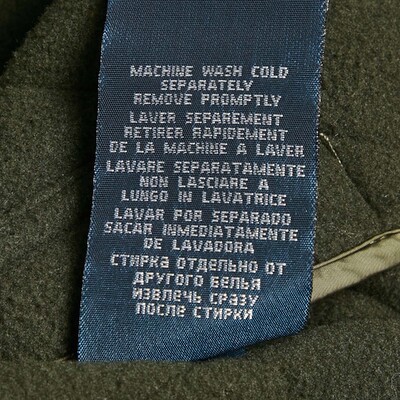 MACHINE WASH COLD
SEPARATELY
REMOVE PROMPTLY
LAVER SEPAREMENT
RETIRER RAPIDEMENT
DE LA MACHINE A LAVER
LAVARE SEPARATAMENTE
NON LASCIARE A
LUNGO IN LAVATRICE
LAVAR POR SEPARADO
SACAR INMEDIATAMENTE
DE LAVADORA
СТИРКА ОТДЕЛЬНО ОТ
ДРУГОГО БЕЛЬЯ
ИЗВЛЕЧЬ СРАЗУ
ПОСЛЕ СТИРКИ